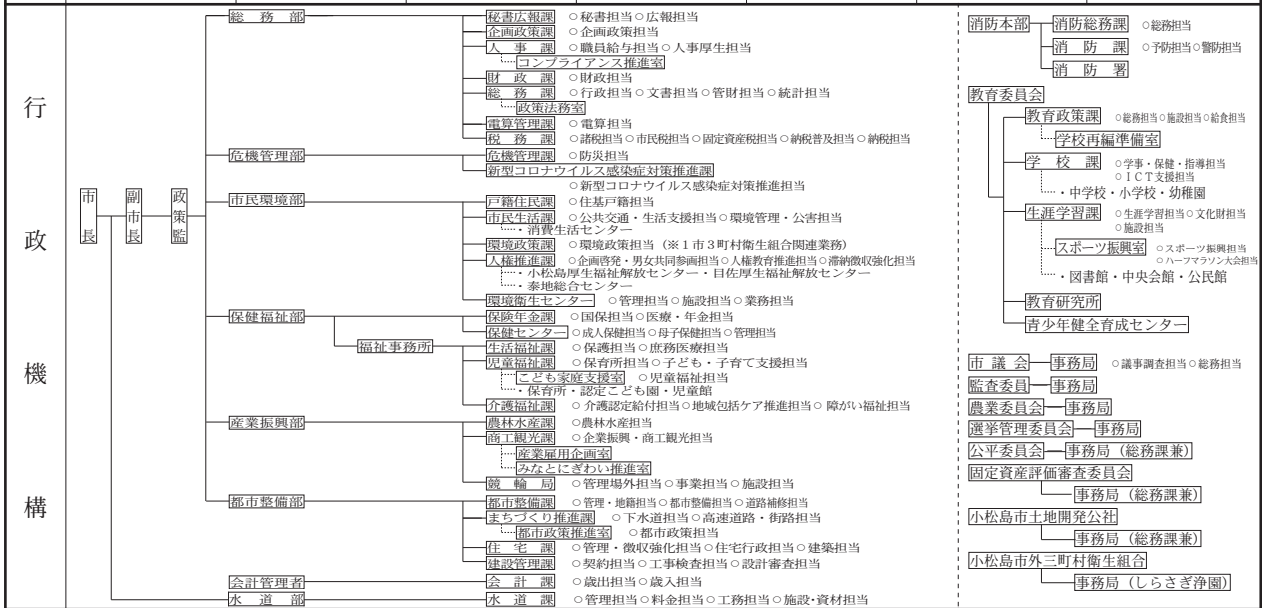 行政機構
市長
副市長
政策監
総務部
秘書広報課 ○秘書担当○広報担当
企画政策課 ○企画政策担当
人事課 ○職員給与担当○人事厚生担当
コンプライアンス推進室
財政課 ○財政担当
総務課 ○行政担当○文書担当○管財担当○統計担当
政策法務室
電算管理課 ○電算担当
税務課 ○諸税担当○市民税担当○固定資産税担当○納税普及担当○納税担当
危機管理部
危機管理課 ○防災担当
新型コロナウイルス感染症対策推進課
○新型コロナウイルス感染症対策推進担当
市民環境部
戸籍住民課 ○住基戸籍担当
市民生活課 ○公共交通・生活支援担当○環境管理・公害担当
・消費生活センター
環境政策課 ○環境政策担当(※1市3町村衛生組合関連業務)
人権推進課 ○企画啓発・男女共同参画担当○人権教育推進担当○滞納徴収強化担当
・小松島厚生福祉解放センター・目佐厚生福祉解放センター
・泰地総合センター
環境衛生センター ○管理担当○施設担当○業務担当
保健福祉部
保険年金課 ○国保担当○医療・年金担当
保健センター ○成人保健担当○母子保健担当○管理担当
福祉事務所
生活福祉課 ○保護担当○庶務医療担当
児童福祉課 ○保育所担当○子ども・子育て支援担当
こども家庭支援室 ○児童福祉担当
・保育所・認定こども園・児童館
介護福祉課 ○介護認定給付担当○地域包括ケア推進担当○障がい福祉担当
産業振興部
農林水産課 ○農林水産担当
商工観光課 ○企業振興・商工観光担当
産業雇用企画室
みなとにぎわい推進室
競輪局 ○管理場外担当○事業担当○施設担当
都市整備部
都市整備課 ○管理・地籍担当○都市整備担当○道路補修担当
まちづくり推進課 ○下水道担当○高速道路・街路担当
都市政策推進室 ○都市政策担当
住宅課 ○管理・徴収強化担当○住宅行政担当○建築担当
建設管理課 ○契約担当○工事検査担当○設計審査担当
会計管理者
会計課 ○歳出担当○歳入担当
水道部
水道課 ○管理担当○料金担当○工務担当○施設・資材担当
消防本部
消防総務課 ○総務担当
消防課 ○予防担当○警防担当
消防署
教育委員会
教育政策課 ○総務担当○施設担当○給食担当
学校再編準備室
学校課 ○学事・保健・指導担当
○ICT支援担当
・中学校・小学校・幼稚園
生涯学習課 ○生涯学習担当○文化財担当
○施設担当
スポーツ振興室 ○スポーツ振興担当
○ハーフマラソン大会担当
・図書館・中央会館・公民館
教育研究所
青少年健全育成センター
市議会 事務局 ○議事調査担当○総務担当
監査委員 事務局
農業委員会 事務局
選挙管理委員会 事務局
公平委員会 事務局(総務課兼)
固定資産評価審査委員会
事務局(総務課兼)
小松島市土地開発公社
事務局(総務課兼)
小松島市外三町村衛生組合
事務局(しらさぎ浄園)